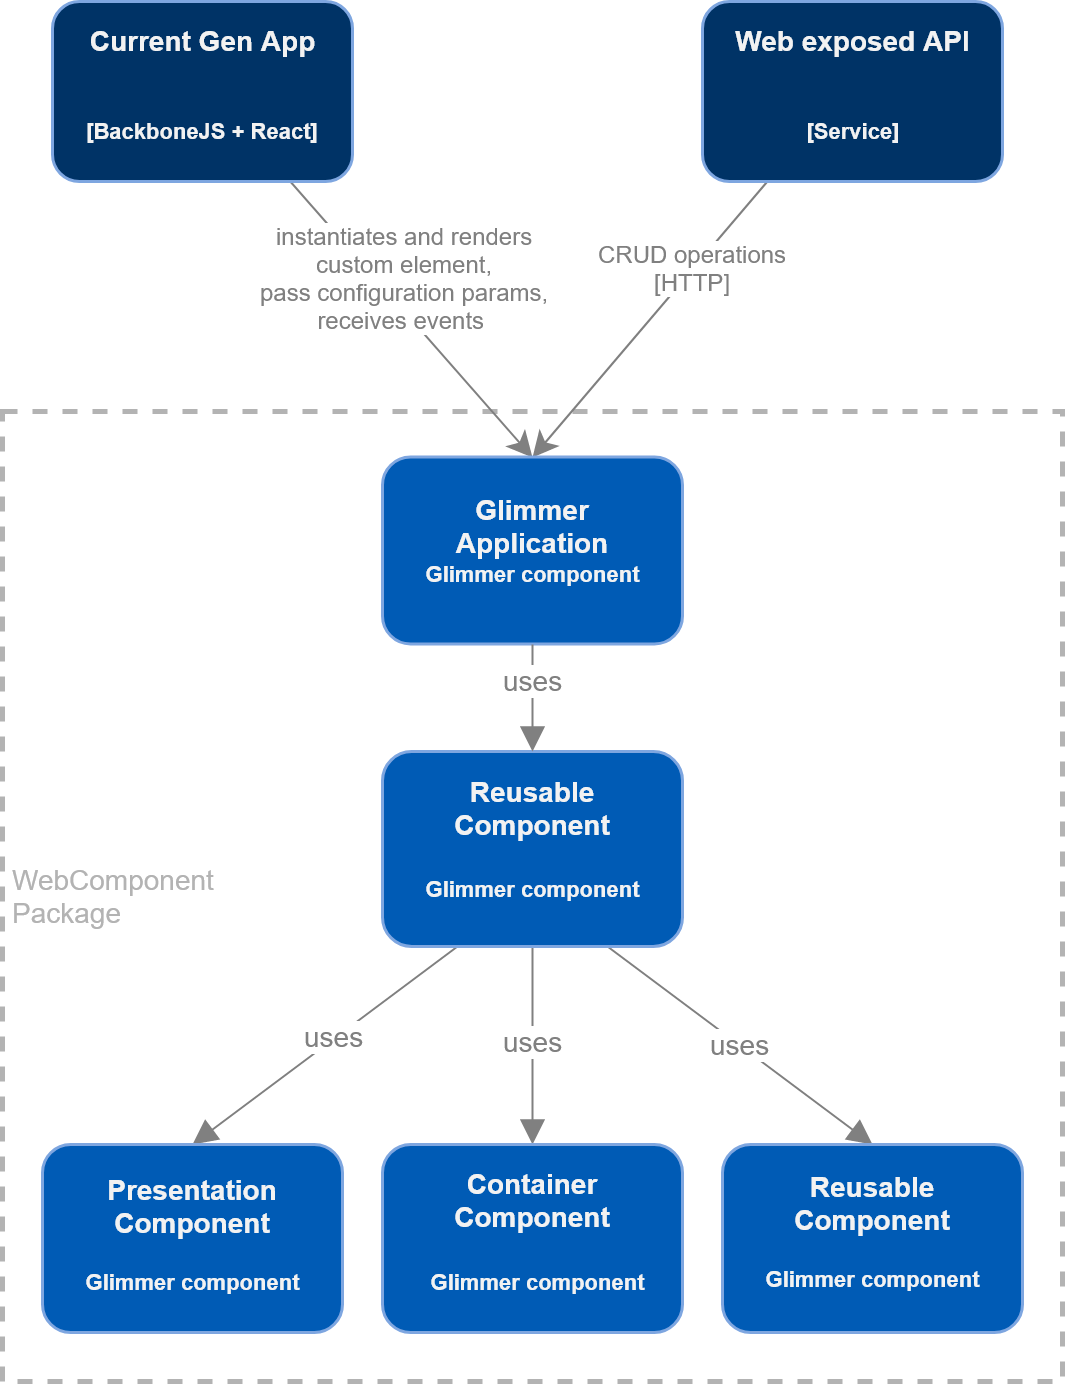 Current Gen App
[BackboneJS + React]
Web exposed API
[Service]
instantiates and renders
custom element,
pass configuration params,
receives events
CRUD operations
[HTTP]
Glimmer
Application
Glimmer component
uses
Reusable
Component
Glimmer component
WebComponent
Package
uses
uses
uses
Presentation
Component
Glimmer component
Container
Component
Glimmer component
Reusable
Component
Glimmer component